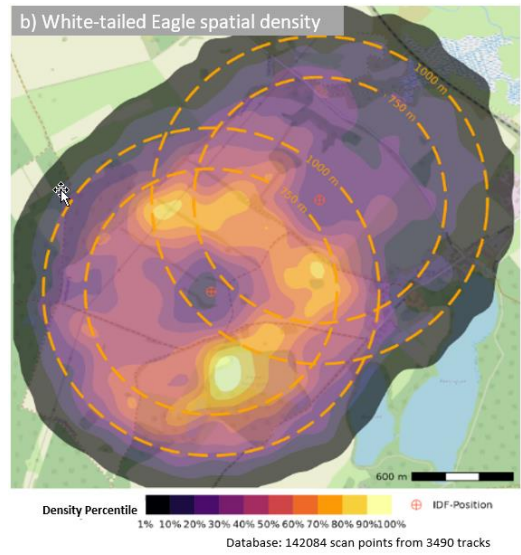 b) White-tailed Eagle spatial density
1000 m
750 m
1000 m
750 m
600 m
Density Percentile
IDF-Position
1% 10% 20% 30% 40% 50% 60% 70% 80% 90% 100%
Database: 142084 scan points from 3490 tracks